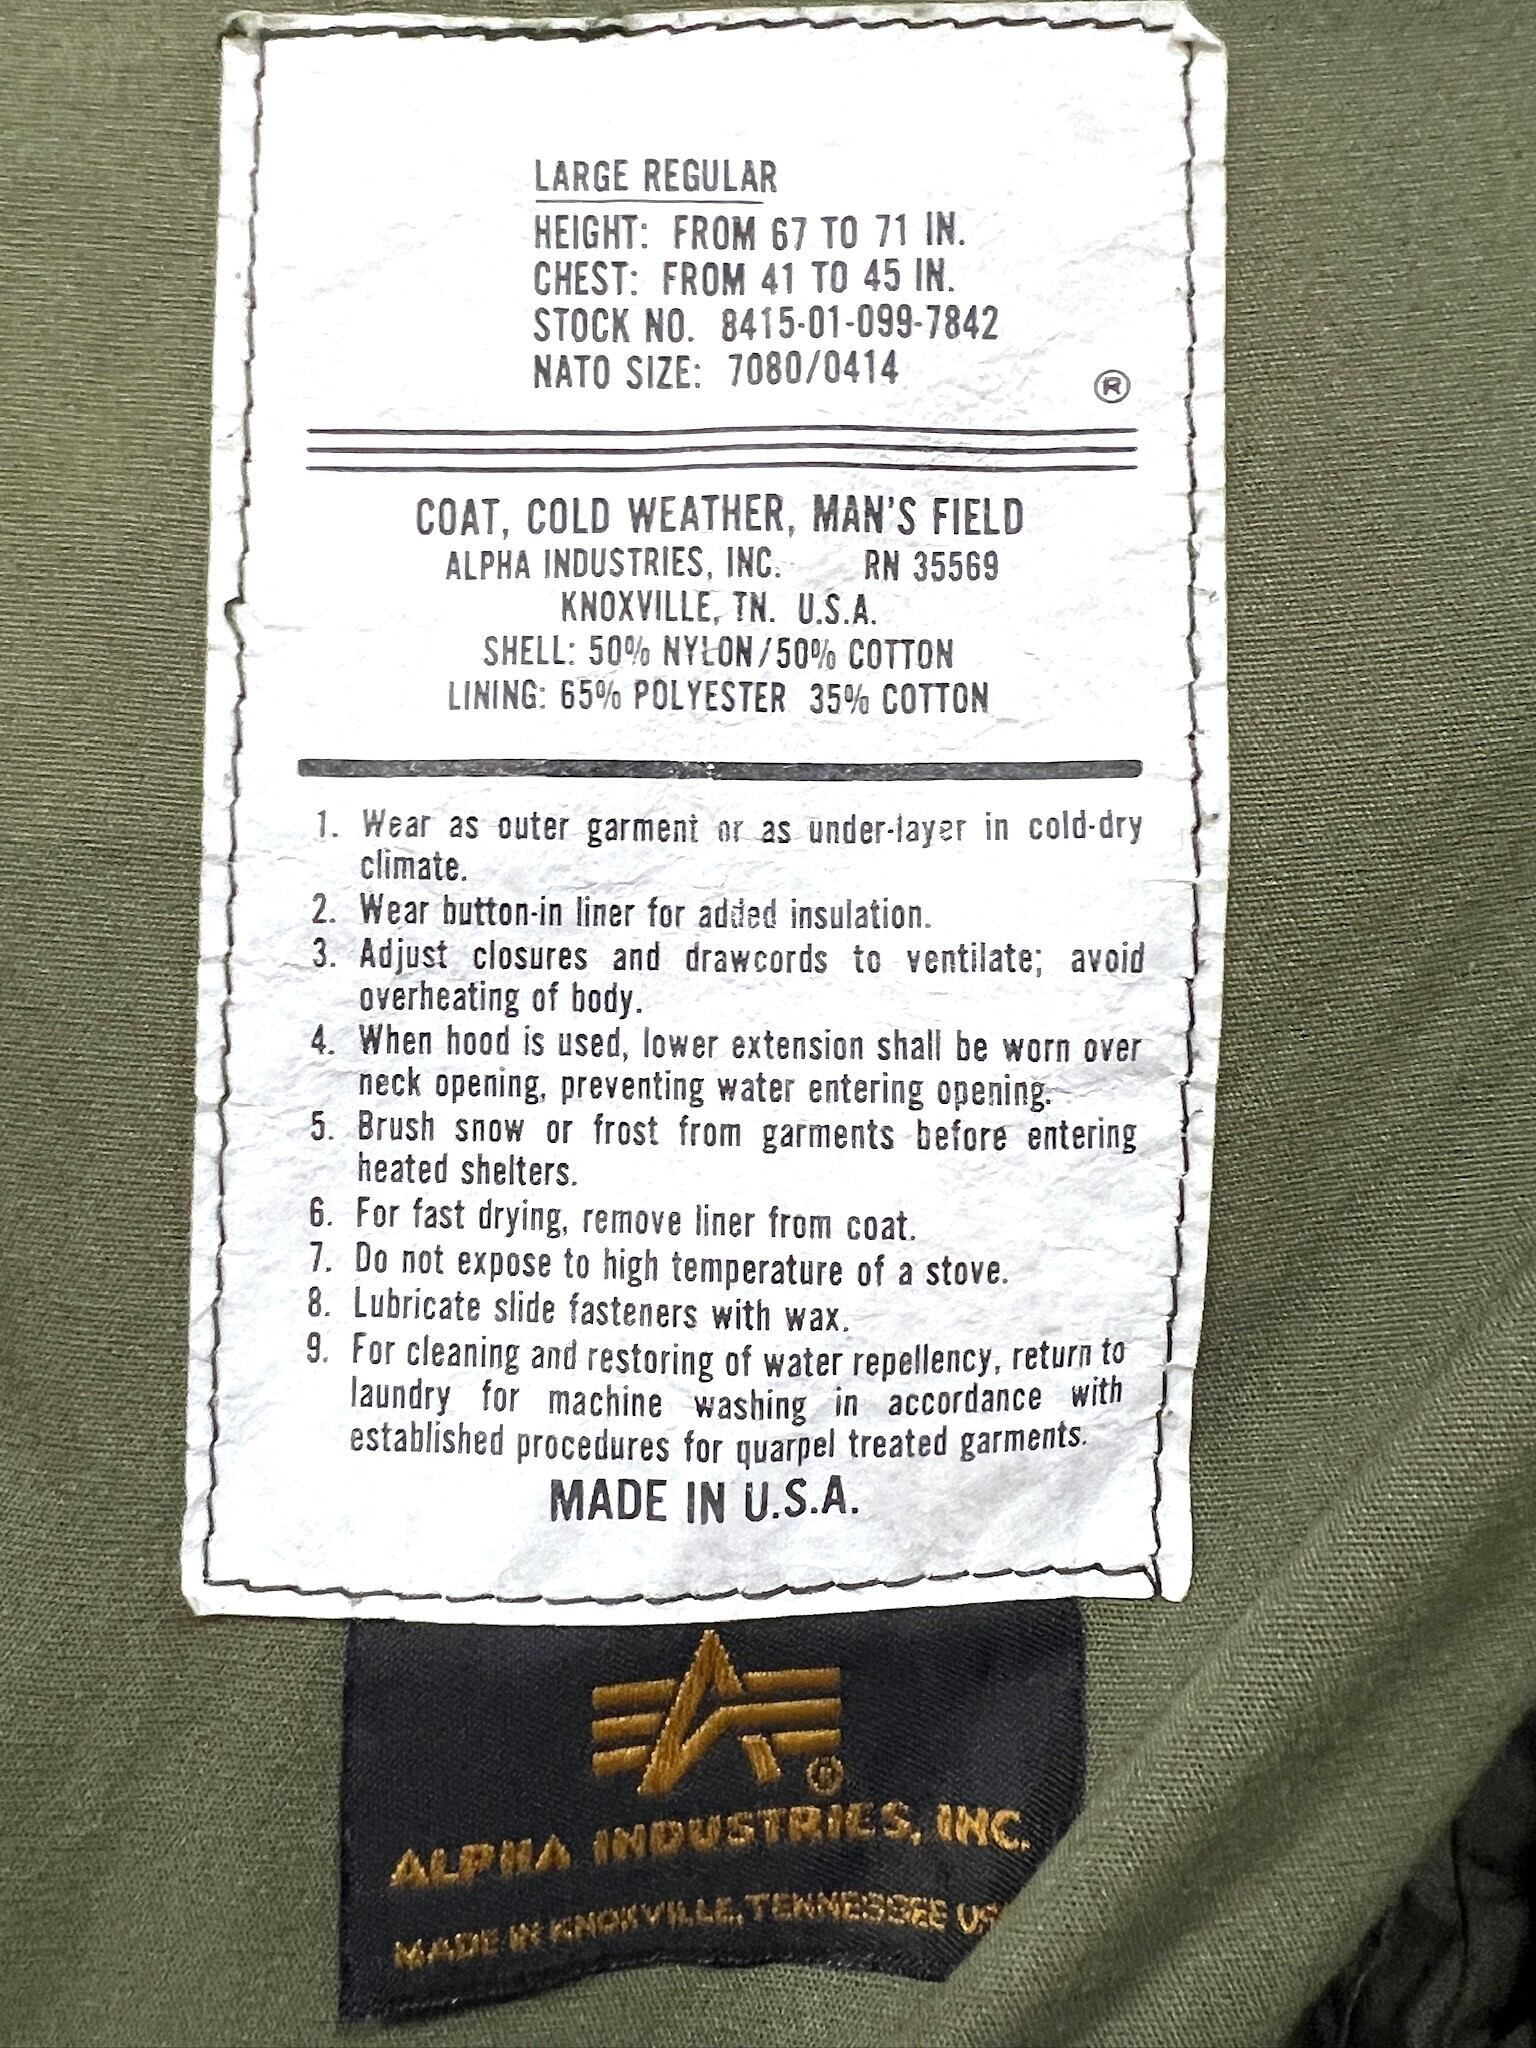 LARGE REGULAR
HEIGHT: FROM 67 TO 71 IN.
CHEST: FROM 41 TO 45 IN.
STOCK NO. 8415-01-099-7842
NATO SIZE: 7080/0414
®
COAT, COLD WEATHER, MAN'S FIELD
ALPHA INDUSTRIES, INC. RN 35569
KNOXVILLE, TN. U.S.A.
SHELL: 50% NYLON/50% COTTON
LINING: 65% POLYESTER 35% COTTON
1. Wear as outer garment or as under-layer in cold-dry
climate.
2. Wear button-in liner for added insulation.
3. Adjust closures and drawcords to ventilate; avoid
overheating of body.
4. When hood is used, lower extension shall be worn over
neck opening, preventing water entering opening.
5. Brush snow or frost from garments before entering
heated shelters.
6. For fast drying, remove liner from coat.
7. Do not expose to high temperature of a stove.
8. Lubricate slide fasteners with wax.
9. For cleaning and restoring of water repellency, return to
laundry for machine washing in accordance with
established procedures for quarpel treated garments.
MADE IN U.S.A.
®
ALPHA INDUSTRIES, INC.
MADE IN KNOXVILLE, TENNESSEE